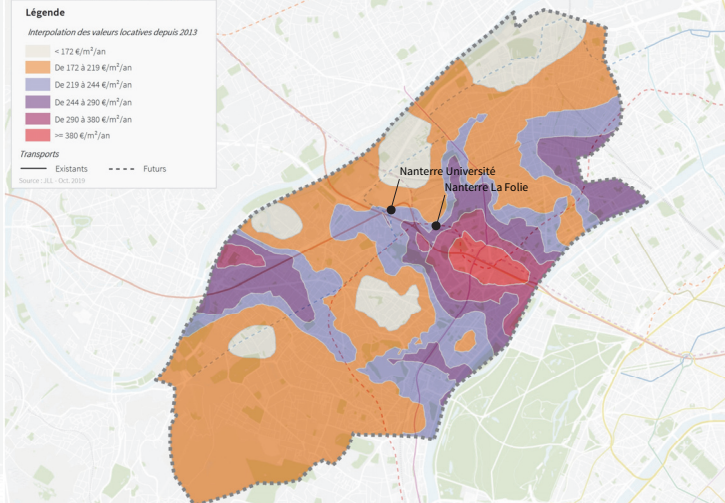 Légende
Interpolation des valeurs locatives depuis 2013
< 172 €/m²/an
De 172 à 219 €/m²/an
De 219 à 244 €/m²/an
De 244 à 290 €/m²/an
De 290 à 380 €/m²/an
>= 380 €/m²/an
Transports
Existants
Futurs
Source : JLL - Oct. 2019
Nanterre Université
Nanterre La Folie